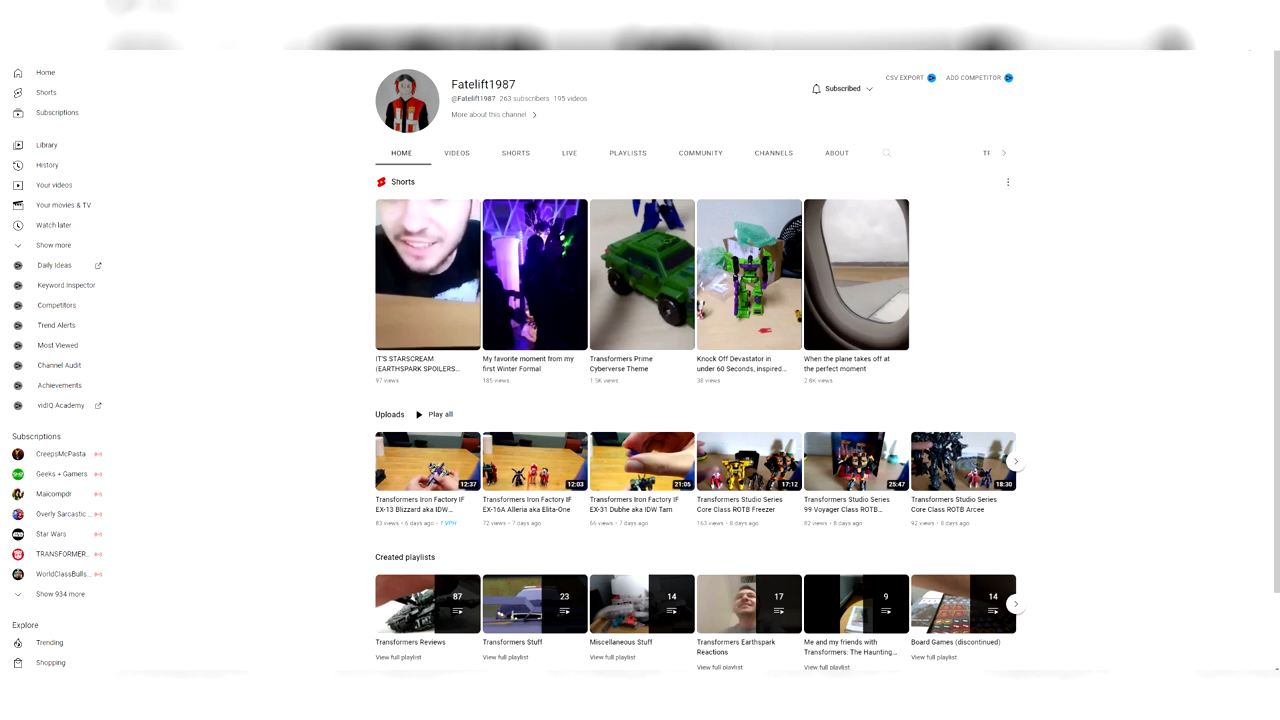 Home
Shorts
Subscriptions
Library
History
Your videos
Your movies & TV
Watch later
Show more
Daily Ideas
Keyword Inspector
Competitors
Trend Alerts
Most Viewed
Channel Audit
Achievements
vidIQ Academy
Subscriptions
CreepsMcPasta
Geeks + Gamers
Maicompdr
Overly Sarcastic ...
Star Wars
TRANSFORMER...
WorldClassBulls...
Show 934 more
Explore
Trending
Shopping
Fatelift1987
@Fatelift1987 263 subscribers 195 videos
More about this channel
Subscribed
CSV EXPORT
ADD COMPETITOR
HOME VIDEOS SHORTS LIVE PLAYLISTS COMMUNITY CHANNELS ABOUT
Shorts
IT'S STARSCREAM
(EARTHSPARK SPOILERS...
97 views
My favorite moment from my
first Winter Formal
185 views
Transformers Prime
Cyberverse Theme
1.5K views
Knock Off Devastator in
under 60 Seconds, inspired...
38 views
When the plane takes off at
the perfect moment
2.8K views
Uploads Play all
12:37
Transformers Iron Factory IF
EX-13 Blizzard aka IDW...
83 views • 6 days ago • 1 VPH
12:03
Transformers Iron Factory IF
EX-16A Alleria aka Elita-One
72 views • 7 days ago
21:05
Transformers Iron Factory IF
EX-31 Dubhe aka IDW Tarn
66 views • 7 days ago
17:12
Transformers Studio Series
Core Class ROTB Freezer
163 views • 8 days ago
25:47
Transformers Studio Series
99 Voyager Class ROTB...
82 views • 8 days ago
18:30
Transformers Studio Series
Core Class ROTB Arcee
92 views • 8 days ago
Created playlists
87
Transformers Reviews
View full playlist
23
Transformers Stuff
View full playlist
14
Miscellaneous Stuff
View full playlist
17
Transformers Earthspark
Reactions
View full playlist
9
Me and my friends with
Transformers: The Haunting...
View full playlist
14
Board Games (discontinued)
View full playlist